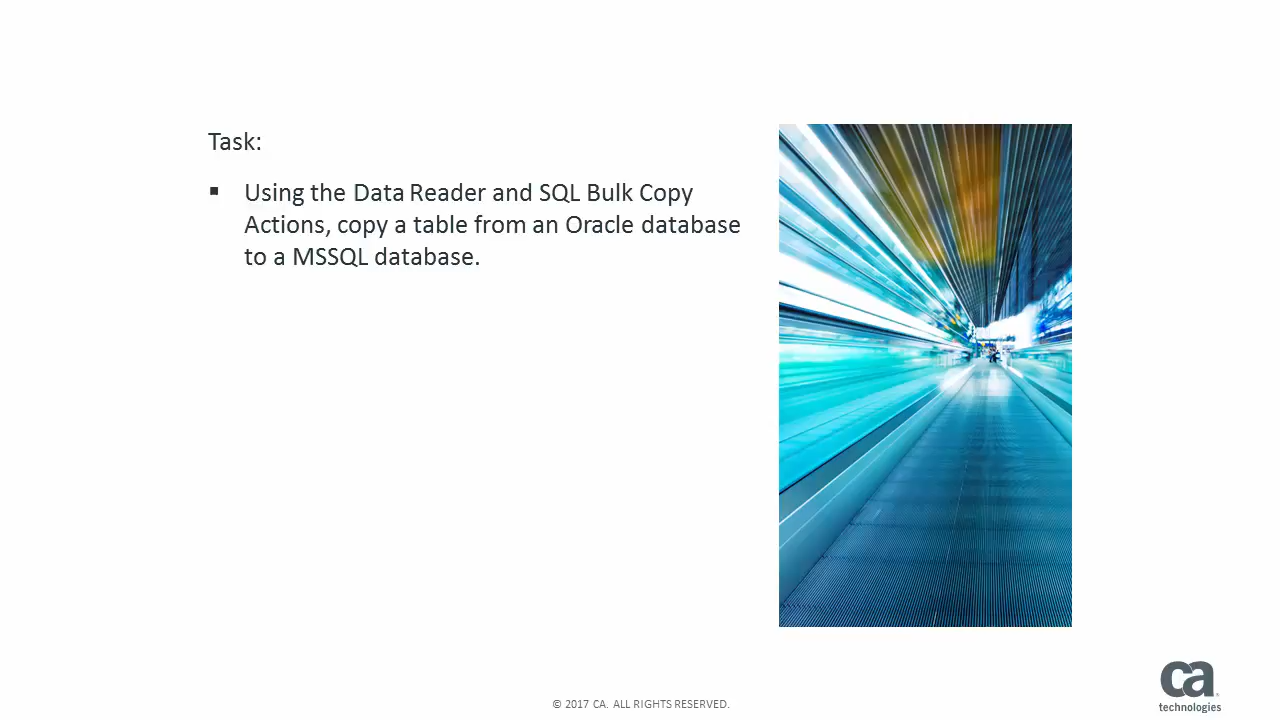 Task:
▪ Using the Data Reader and SQL Bulk Copy
Actions, copy a table from an Oracle database
to a MSSQL database.
© 2017 CA. ALL RIGHTS RESERVED.
ca
technologies